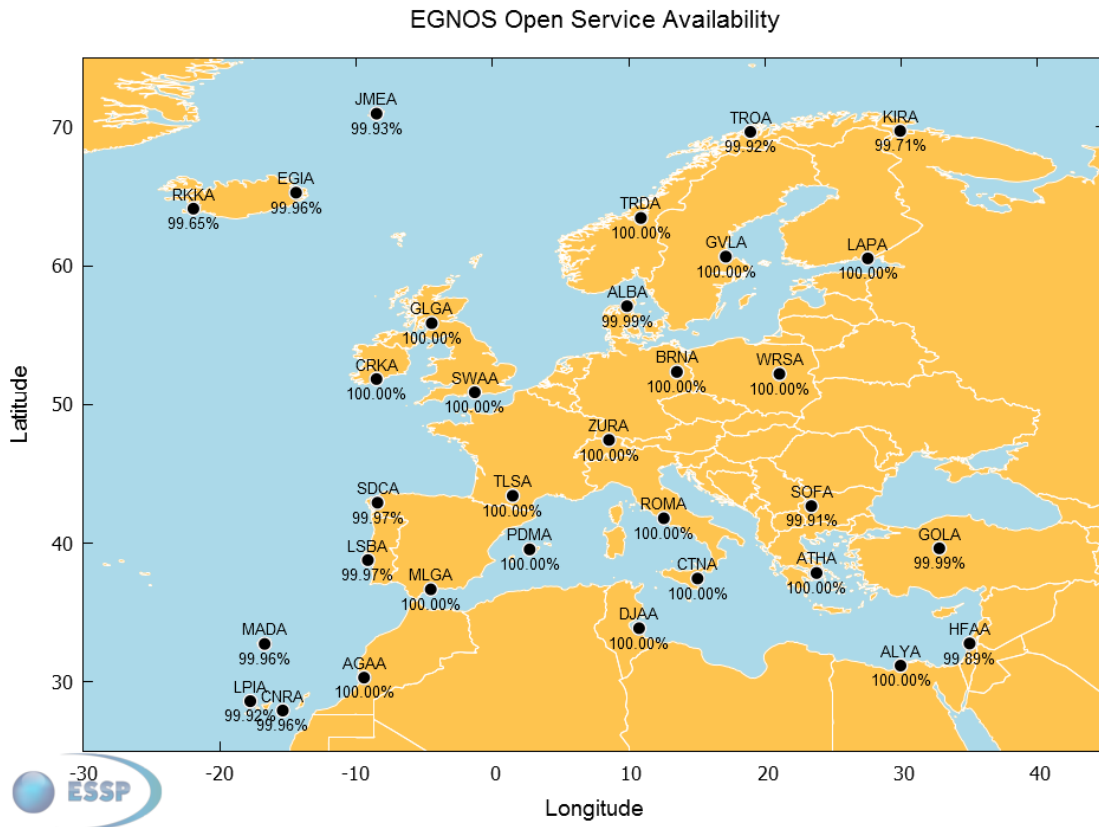 EGNOS Open Service Availability
JMEA
99.93%
TROA
99.92%
KIRA
99.71%
EGIA
99.96%
RKKA
99.65%
TRDA
100.00%
GVLA
100.00%
LAPA
100.00%
ALBA
99.99%
GLGA
100.00%
CRKA
100.00%
SWAA
100.00%
BRNA
100.00%
WRSA
100.00%
ZURA
100.00%
TLSA
100.00%
SDCA
99.97%
ROMA
100.00%
SOFA
99.91%
PDMA
100.00%
GOLA
99.99%
LSBA
99.97%
CTNA
100.00%
ATHA
100.00%
MLGA
100.00%
DJAA
100.00%
MADA
99.96%
HFAA
99.89%
ALYA
100.00%
AGAA
100.00%
LPIA
99.92%
CNRA
99.96%
70
60
50
40
30
Latitude
-30
-20
-10
0
10
20
30
40
Longitude
ESSP